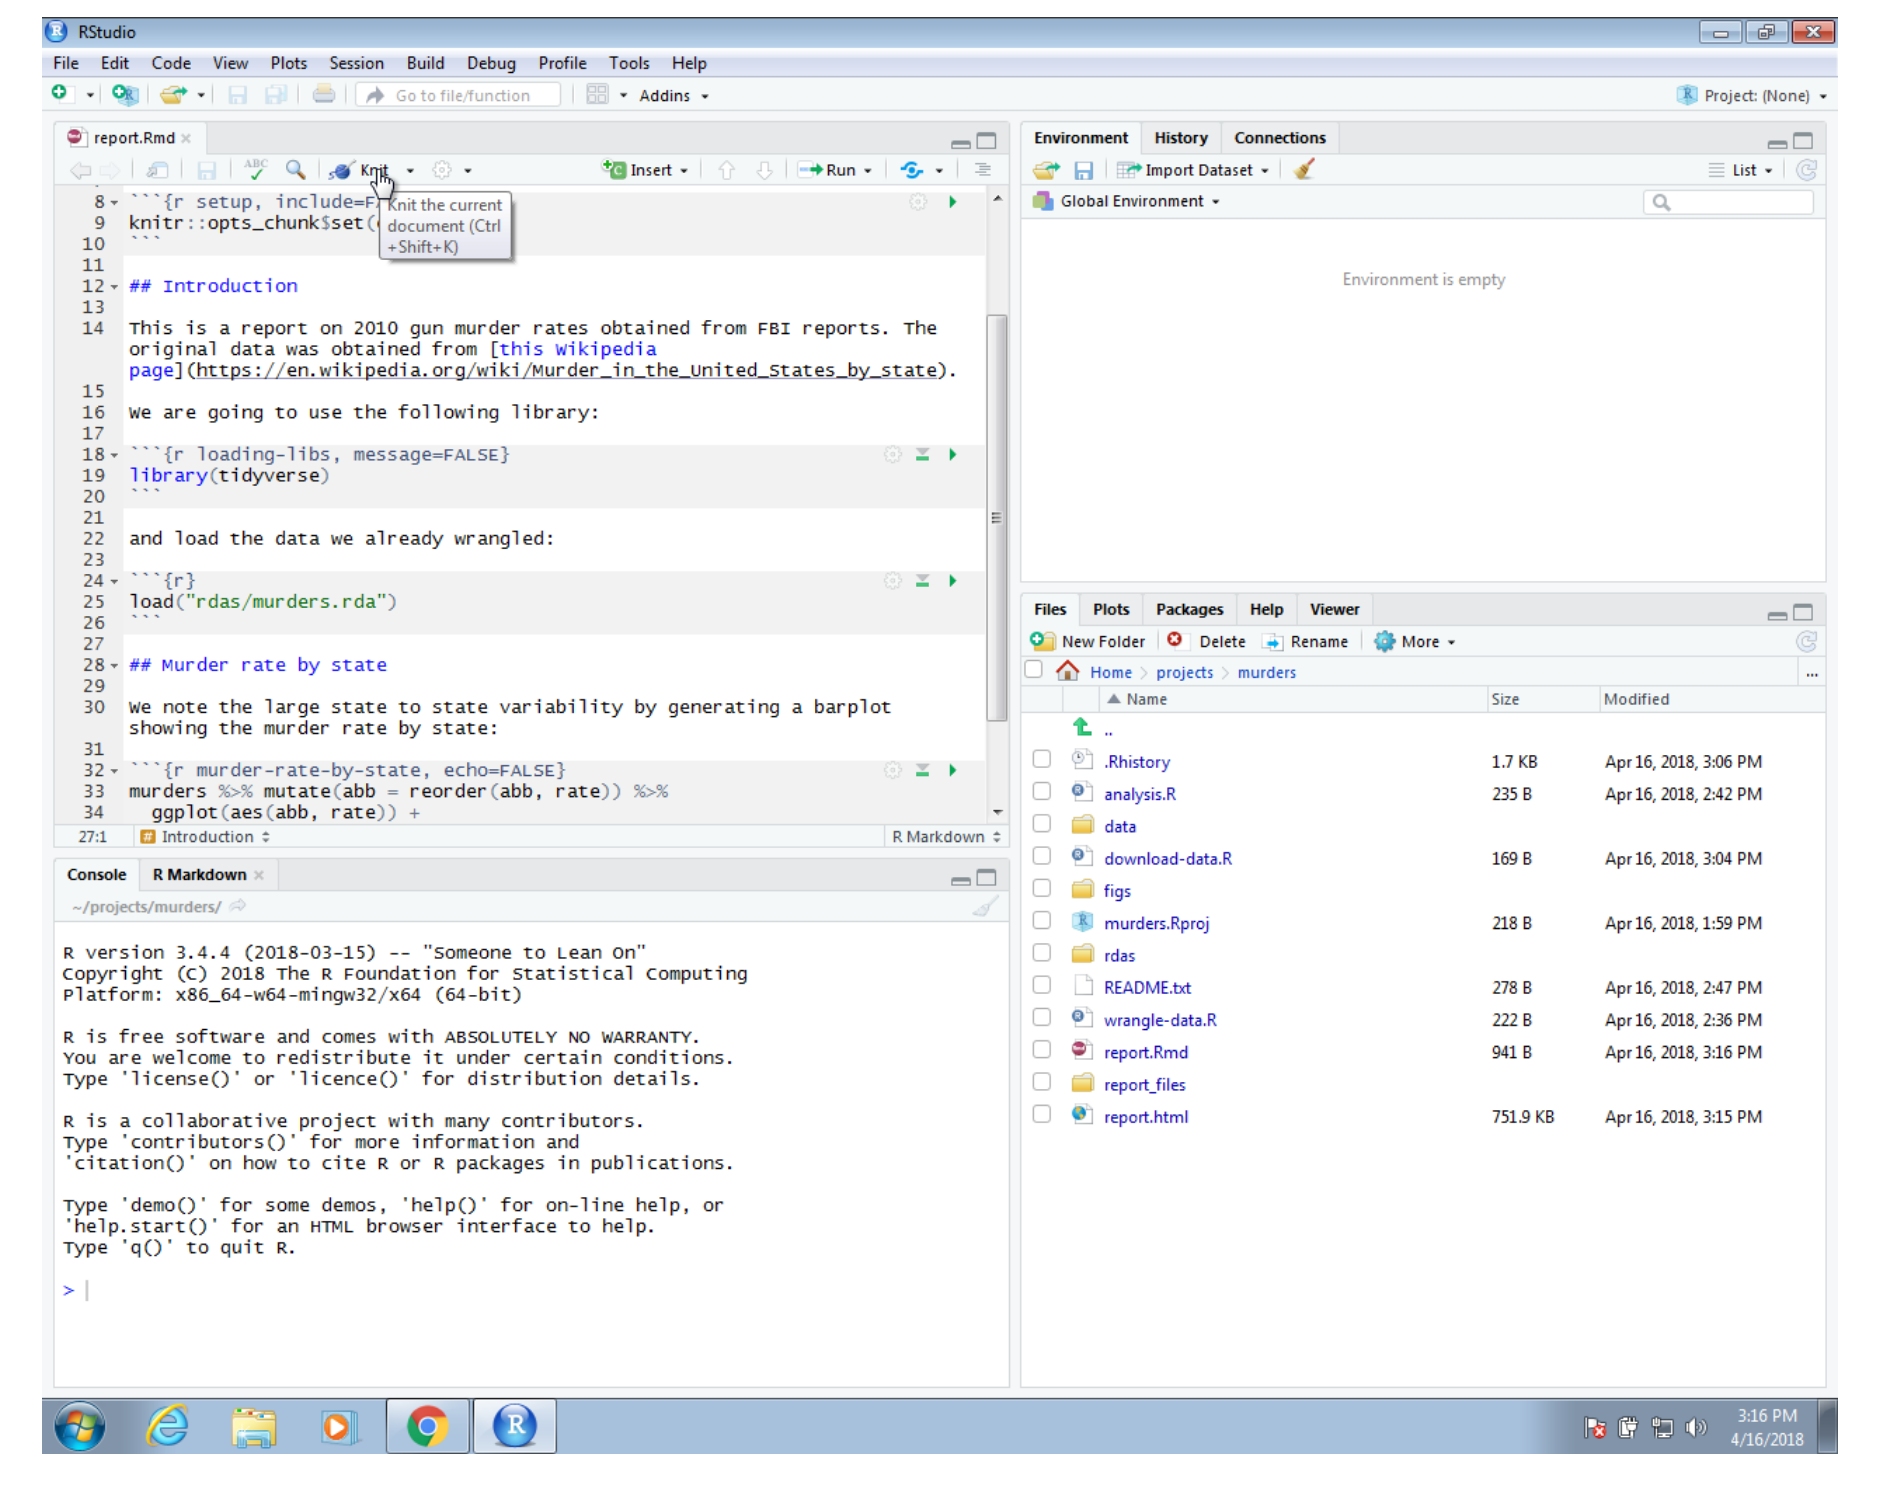 RStudio
File Edit Code View Plots Session Build Debug Profile Tools Help
Go to file/function Addins Project: (None)
report.Rmd
ABC Knit Insert Run
8 ```{r setup, include=FA
9 knitr::opts_chunk$set(
10 ```
Knit the current
document (Ctrl
+Shift+K)
11
12 ## Introduction
13
14 This is a report on 2010 gun murder rates obtained from FBI reports. The
original data was obtained from [this Wikipedia
page](https://en.wikipedia.org/wiki/Murder_in_the_United_States_by_state).
15
16 We are going to use the following library:
17
18 ```{r loading-libs, message=FALSE}
19 library(tidyverse)
20 ```
21
22 and load the data we already wrangled:
23
24 ```{r}
25 load("rdas/murders.rda")
26 ```
27
28 ## Murder rate by state
29
30 We note the large state to state variability by generating a barplot
showing the murder rate by state:
31
32 ```{r murder-rate-by-state, echo=FALSE}
33 murders %>% mutate(abb = reorder(abb, rate)) %>%
34 ggplot(aes(abb, rate)) +
27:1 # Introduction R Markdown
Console R Markdown
~/projects/murders/
R version 3.4.4 (2018-03-15) -- "Someone to Lean On"
Copyright (C) 2018 The R Foundation for Statistical Computing
Platform: x86_64-w64-mingw32/x64 (64-bit)
R is free software and comes with ABSOLUTELY NO WARRANTY.
You are welcome to redistribute it under certain conditions.
Type 'license()' or 'licence()' for distribution details.
R is a collaborative project with many contributors.
Type 'contributors()' for more information and
'citation()' on how to cite R or R packages in publications.
Type 'demo()' for some demos, 'help()' for on-line help, or
'help.start()' for an HTML browser interface to help.
Type 'q()' to quit R.
>
Environment History Connections
Import Dataset List
Global Environment
Environment is empty
Files Plots Packages Help Viewer
New Folder Delete Rename More
Home > projects > murders ...
Name Size Modified
..
.Rhistory 1.7 KB Apr 16, 2018, 3:06 PM
analysis.R 235 B Apr 16, 2018, 2:42 PM
data
download-data.R 169 B Apr 16, 2018, 3:04 PM
figs
murders.Rproj 218 B Apr 16, 2018, 1:59 PM
rdas
README.txt 278 B Apr 16, 2018, 2:47 PM
wrangle-data.R 222 B Apr 16, 2018, 2:36 PM
report.Rmd 941 B Apr 16, 2018, 3:16 PM
report_files
report.html 751.9 KB Apr 16, 2018, 3:15 PM
3:16 PM
4/16/2018